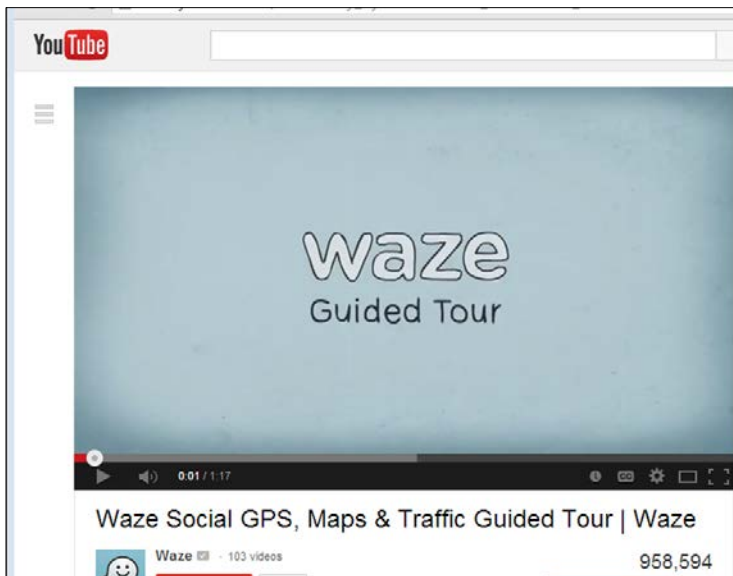 YouTube
waze
Guided Tour
0:01 / 1:17
CC
Waze Social GPS, Maps & Traffic Guided Tour | Waze
Waze · 103 videos
958,594